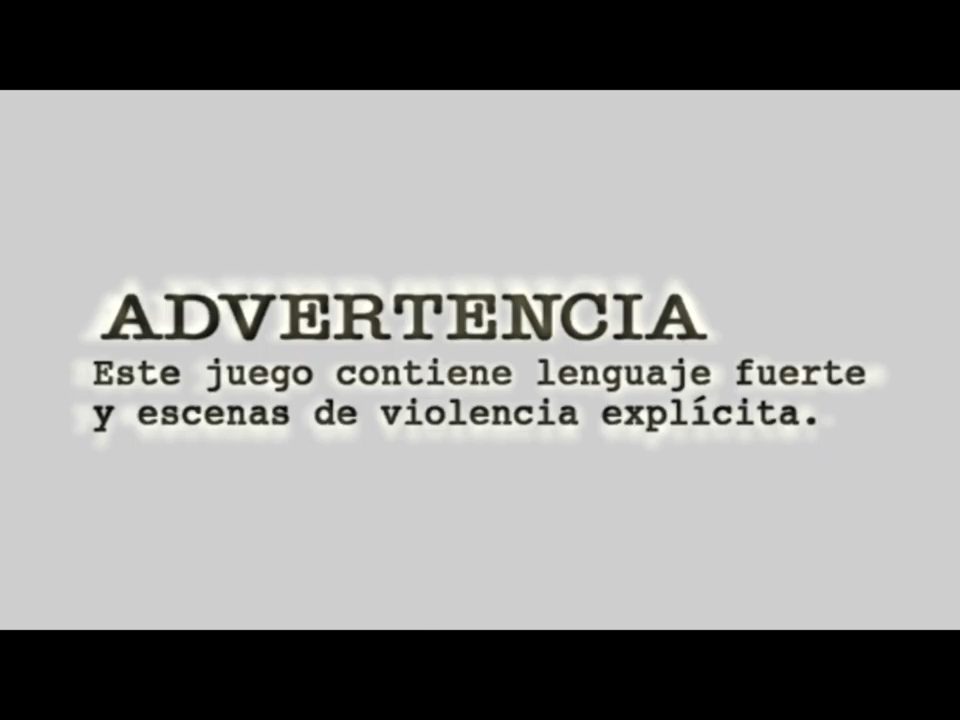 ADVERTENCIA
Este juego contiene lenguaje fuerte
y escenas de violencia explícita.